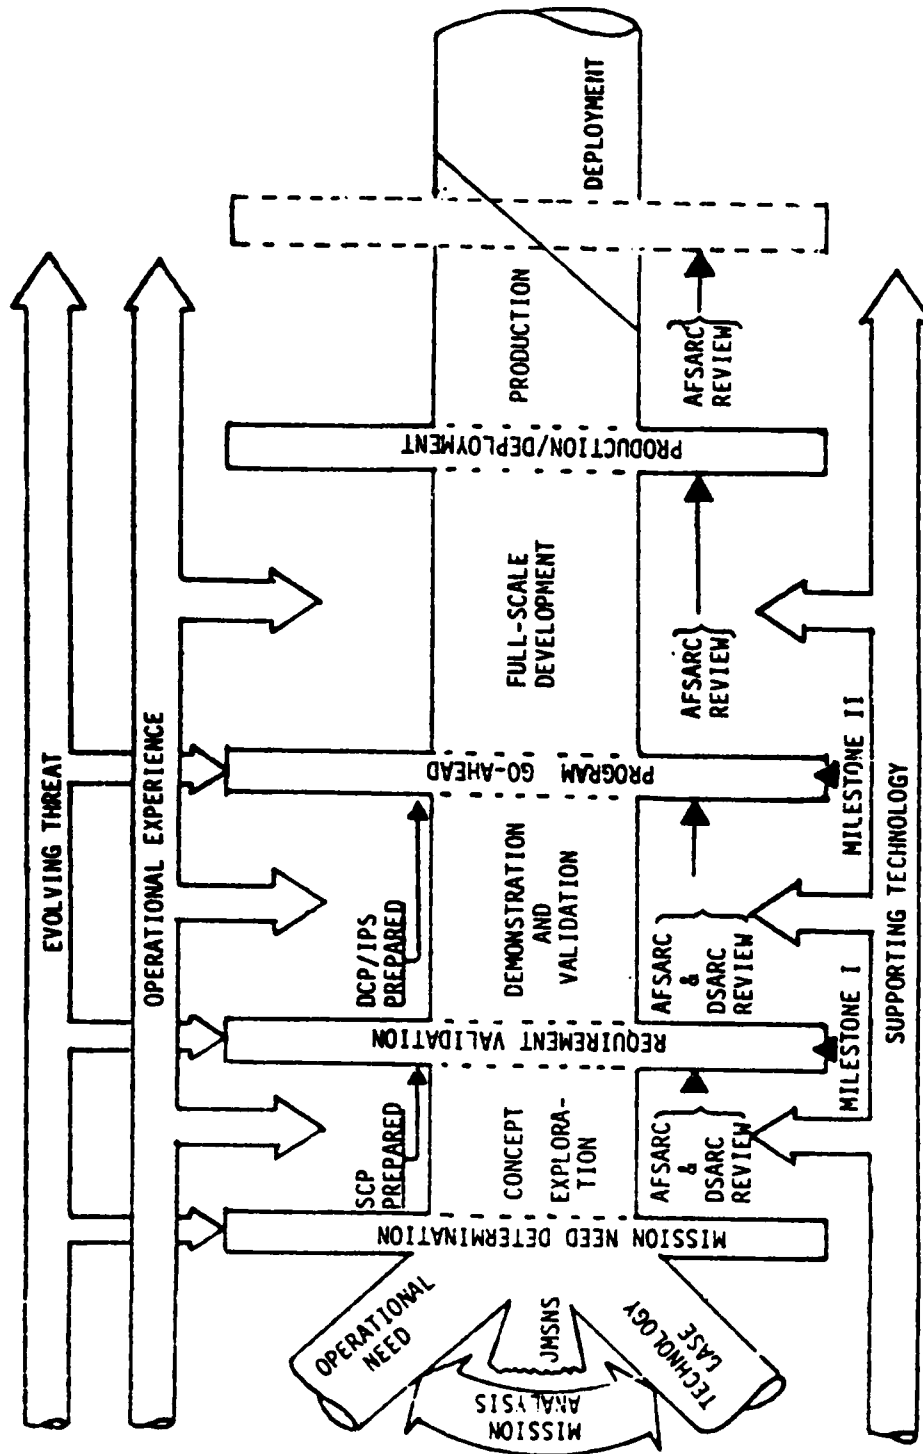 EVOLVING THREAT
OPERATIONAL EXPERIENCE
OPERATIONAL
NEED
MISSION
ANALYSIS
JMSNS
TECHNOLOGY
CASE
MISSION NEED DETERMINATION
SCP
PREPARED
CONCEPT
EXPLORA-
TION
AFSARC
&
DSARC
REVIEW
REQUIREMENT VALIDATION
MILESTONE I
DCP/IPS
PREPARED
DEMONSTRATION
AND
VALIDATION
AFSARC
&
DSARC
REVIEW
PROGRAM GO-AHEAD
MILESTONE II
FULL-SCALE
DEVELOPMENT
AFSARC
REVIEW
PRODUCTION/DEPLOYMENT
PRODUCTION
AFSARC
REVIEW
DEPLOYMENT
SUPPORTING TECHNOLOGY